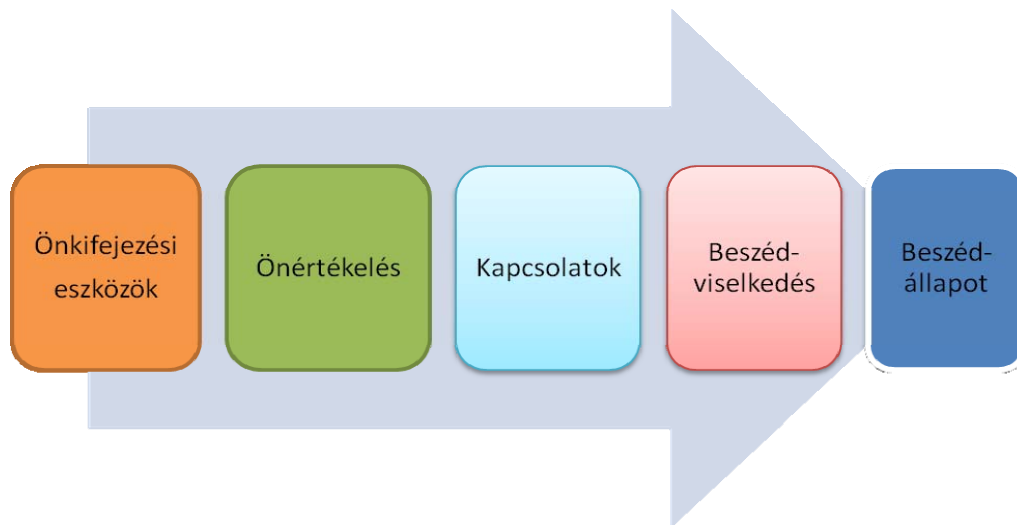 Önkifejezési
eszközök
Önértékelés
Kapcsolatok
Beszéd-
viselkedés
Beszéd-
állapot